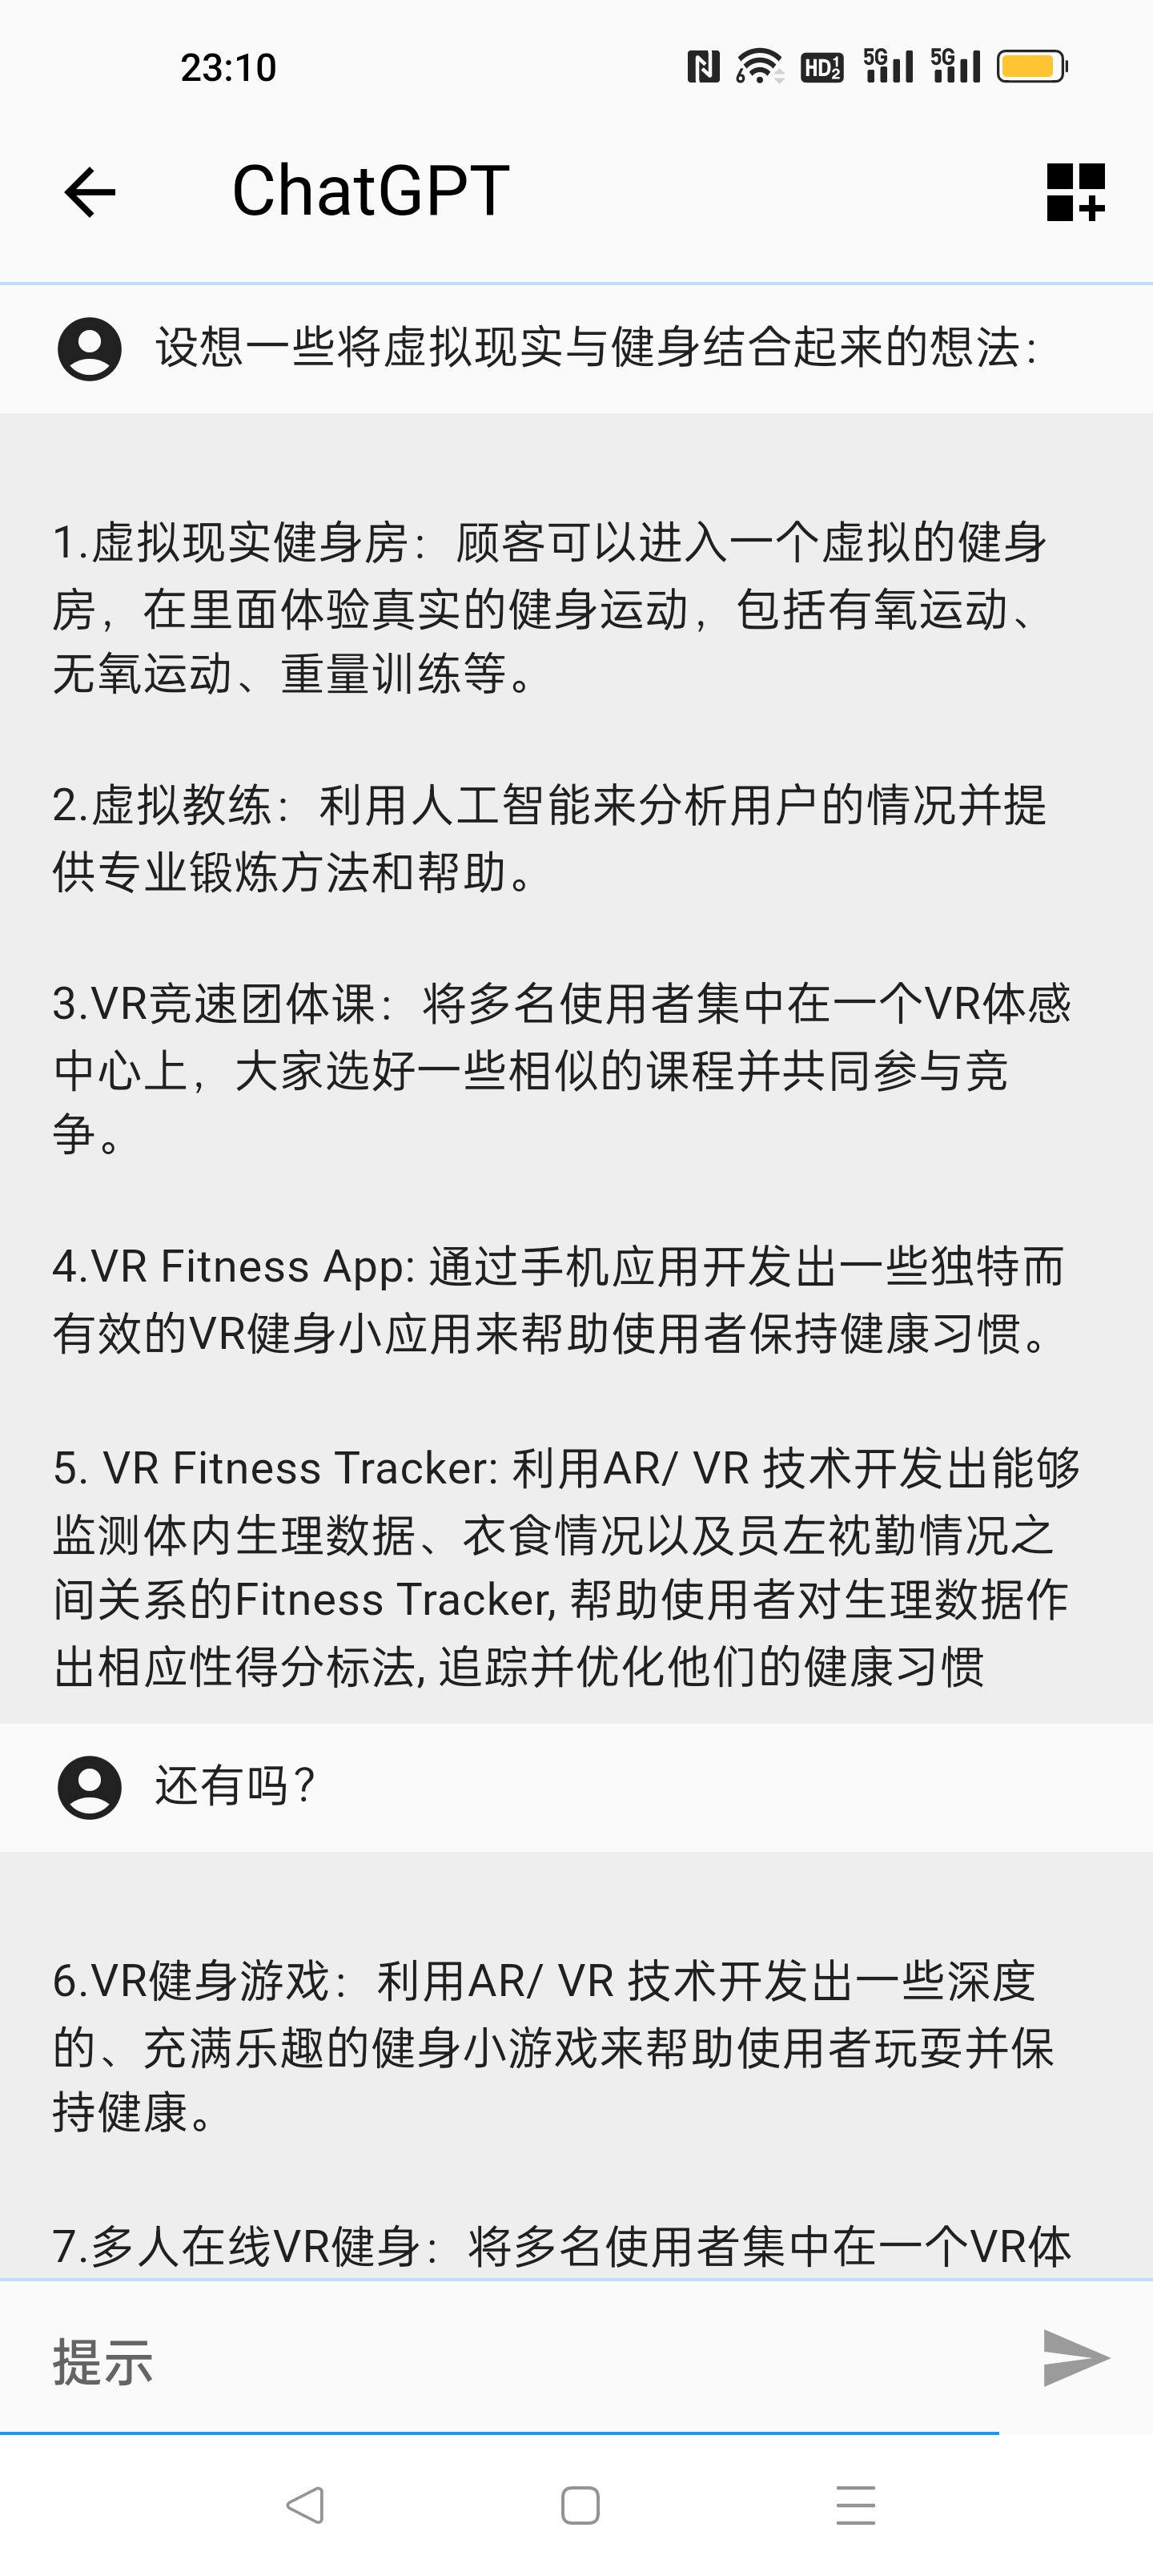 23:10
HD 1 2
5G
5G
6
ChatGPT
设想一些将虚拟现实与健身结合起来的想法：
1.虚拟现实健身房：顾客可以进入一个虚拟的健身
房，在里面体验真实的健身运动，包括有氧运动、
无氧运动、重量训练等。
2.虚拟教练：利用人工智能来分析用户的情况并提
供专业锻炼方法和帮助。
3.VR竞速团体课：将多名使用者集中在一个VR体感
中心上，大家选好一些相似的课程并共同参与竞
争。
4.VR Fitness App: 通过手机应用开发出一些独特而
有效的VR健身小应用来帮助使用者保持健康习惯。
5. VR Fitness Tracker: 利用AR/ VR 技术开发出能够
监测体内生理数据、衣食情况以及员左衬勤情况之
间关系的Fitness Tracker, 帮助使用者对生理数据作
出相应性得分标法, 追踪并优化他们的健康习惯
还有吗？
6.VR健身游戏：利用AR/ VR 技术开发出一些深度
的、充满乐趣的健身小游戏来帮助使用者玩耍并保
持健康。
7.多人在线VR健身：将多名使用者集中在一个VR体
提示